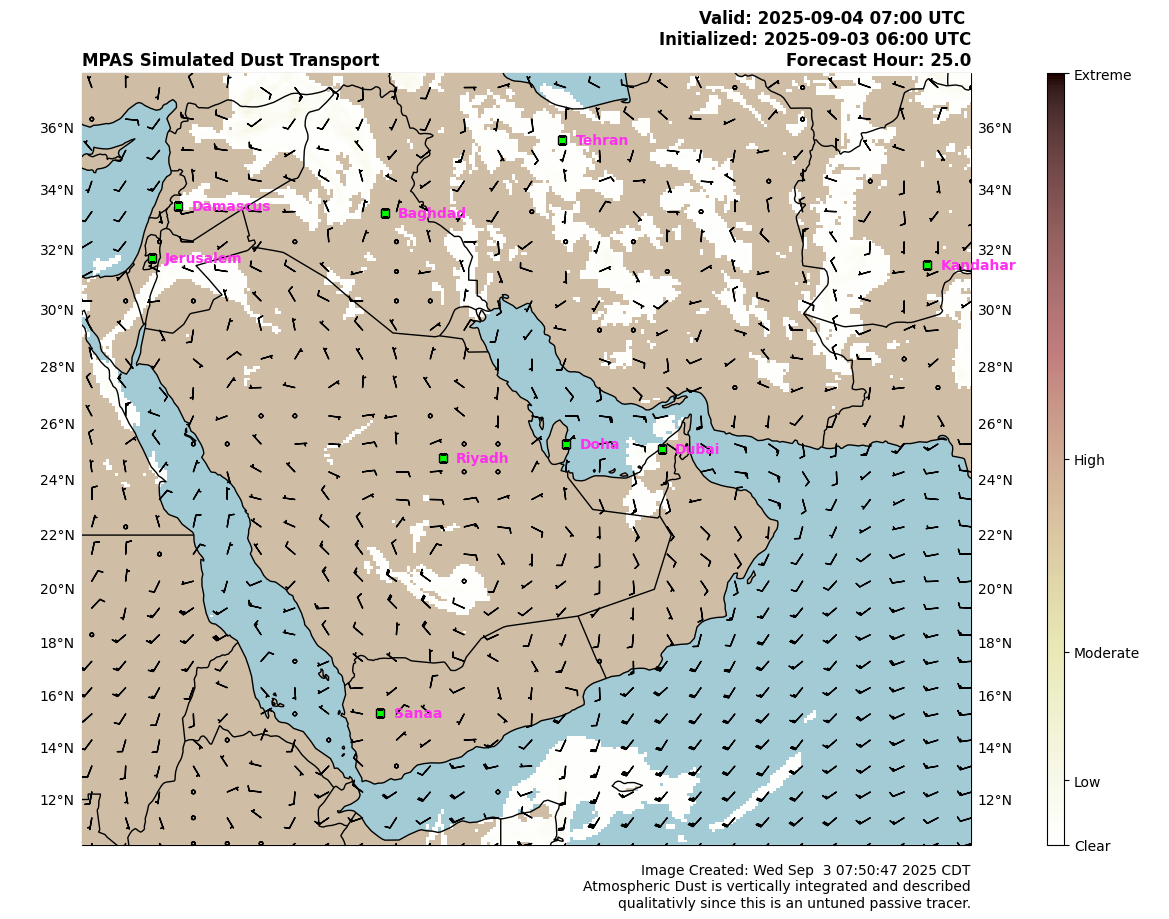 Valid: 2025-09-04 07:00 UTC
Initialized: 2025-09-03 06:00 UTC
MPAS Simulated Dust Transport
Forecast Hour: 25.0
Extreme
36°N
36°N
Tehran
34°N
34°N
Damascus
Baghdad
32°N
32°N
Jerusalem
Kandahar
30°N
30°N
28°N
28°N
26°N
26°N
Doha
Dubai
Riyadh
High
24°N
24°N
22°N
22°N
20°N
20°N
18°N
18°N
Moderate
16°N
16°N
Sanaa
14°N
14°N
Low
12°N
12°N
Clear
Image Created: Wed Sep  3 07:50:47 2025 CDT
Atmospheric Dust is vertically integrated and described
qualitativly since this is an untuned passive tracer.